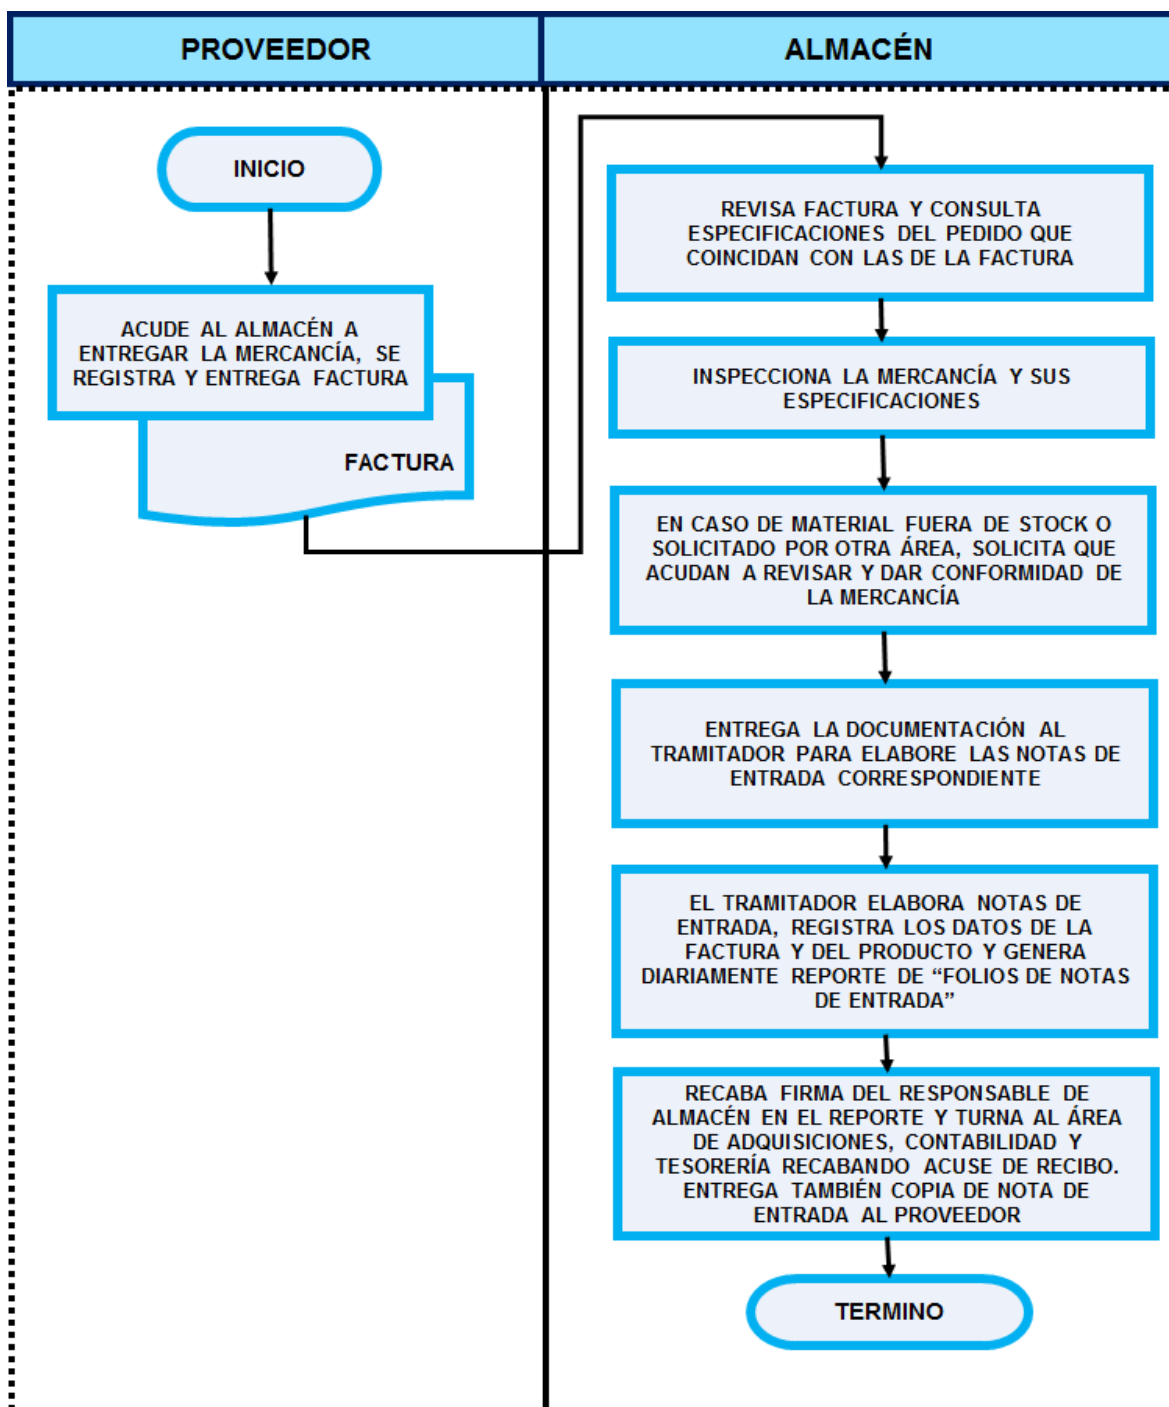 PROVEEDOR
ALMACÉN
INICIO
ACUDE AL ALMACÉN A
ENTREGAR LA MERCANCÍA, SE
REGISTRA Y ENTREGA FACTURA
FACTURA
REVISA FACTURA Y CONSULTA
ESPECIFICACIONES DEL PEDIDO QUE
COINCIDAN CON LAS DE LA FACTURA
INSPECCIONA LA MERCANCÍA Y SUS
ESPECIFICACIONES
EN CASO DE MATERIAL FUERA DE STOCK O
SOLICITADO POR OTRA ÁREA, SOLICITA QUE
ACUDAN A REVISAR Y DAR CONFORMIDAD DE
LA MERCANCÍA
ENTREGA LA DOCUMENTACIÓN AL
TRAMITADOR PARA ELABORE LAS NOTAS DE
ENTRADA CORRESPONDIENTE
EL TRAMITADOR ELABORA NOTAS DE
ENTRADA, REGISTRA LOS DATOS DE LA
FACTURA Y DEL PRODUCTO Y GENERA
DIARIAMENTE REPORTE DE “FOLIOS DE NOTAS
DE ENTRADA”
RECABA FIRMA DEL RESPONSABLE DE
ALMACÉN EN EL REPORTE Y TURNA AL ÁREA
DE ADQUISICIONES, CONTABILIDAD Y
TESORERÍA RECABANDO ACUSE DE RECIBO.
ENTREGA TAMBIÉN COPIA DE NOTA DE
ENTRADA AL PROVEEDOR
TERMINO